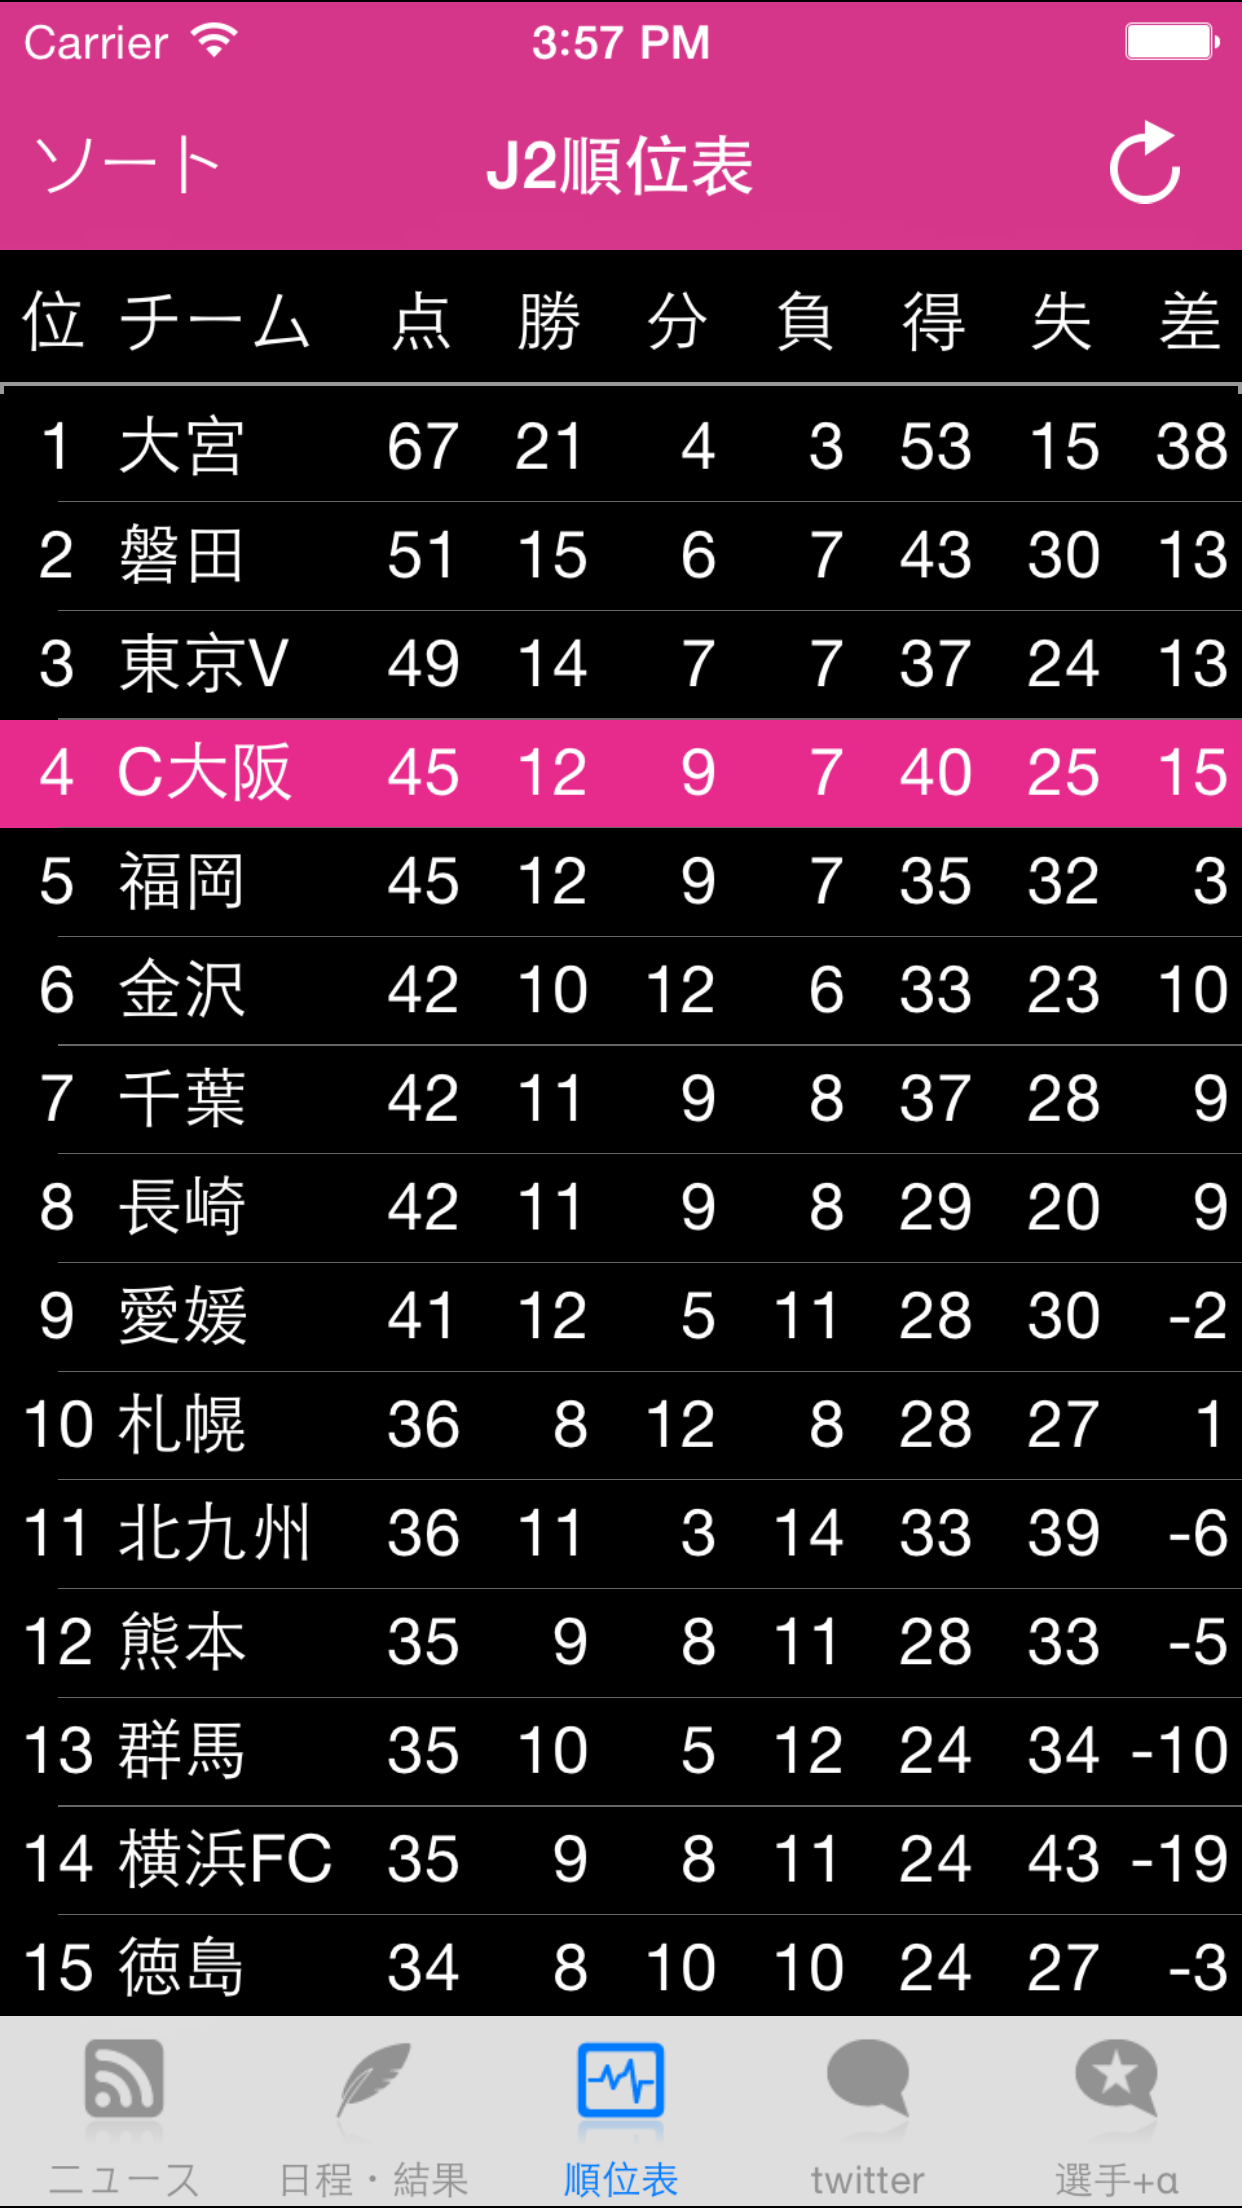 Carrier 3:57 PM
ソート J2順位表
位 チーム 点 勝 分 負 得 失 差
1 大宮 67 21 4 3 53 15 38
2 磐田 51 15 6 7 43 30 13
3 東京V 49 14 7 7 37 24 13
4 C大阪 45 12 9 7 40 25 15
5 福岡 45 12 9 7 35 32 3
6 金沢 42 10 12 6 33 23 10
7 千葉 42 11 9 8 37 28 9
8 長崎 42 11 9 8 29 20 9
9 愛媛 41 12 5 11 28 30 -2
10 札幌 36 8 12 8 28 27 1
11 北九州 36 11 3 14 33 39 -6
12 熊本 35 9 8 11 28 33 -5
13 群馬 35 10 5 12 24 34 -10
14 横浜FC 35 9 8 11 24 43 -19
15 徳島 34 8 10 10 24 27 -3
ニュース 日程・結果 順位表 twitter 選手+α